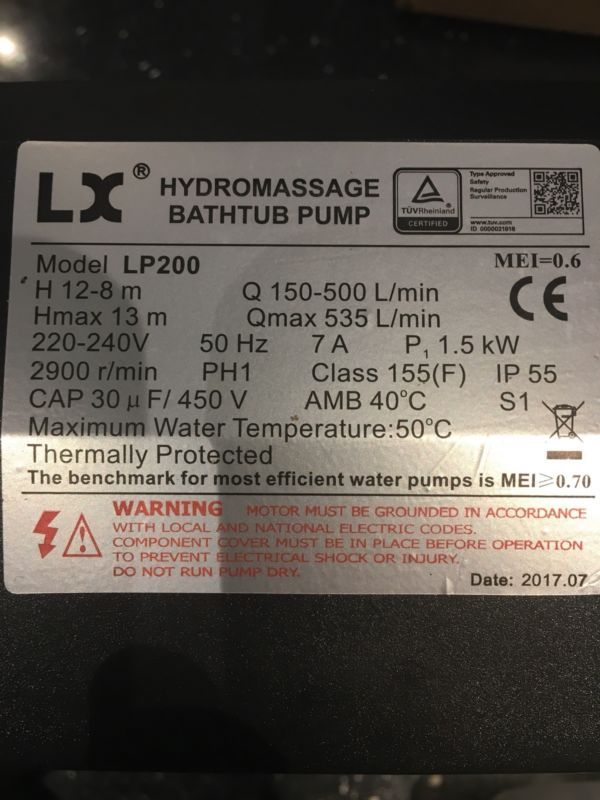 LX® HYDROMASSAGE
BATHTUB PUMP
TÜVRheinland
CERTIFIED
Type Approved
Safety
Regular Production
Surveillance
www.tuv.com
ID 0000021818
Model LP200 MEI=0.6
H 12-8 m Q 150-500 L/min CE
Hmax 13 m Qmax 535 L/min
220-240V 50 Hz 7 A P₁ 1.5 kW
2900 r/min PH1 Class 155(F) IP 55
CAP 30 μ F/ 450 V AMB 40°C S1
Maximum Water Temperature:50°C
Thermally Protected
The benchmark for most efficient water pumps is MEI≥0.70
WARNING MOTOR MUST BE GROUNDED IN ACCORDANCE
WITH LOCAL AND NATIONAL ELECTRIC CODES.
COMPONENT COVER MUST BE IN PLACE BEFORE OPERATION
TO PREVENT ELECTRICAL SHOCK OR INJURY.
DO NOT RUN PUMP DRY.
Date: 2017.07